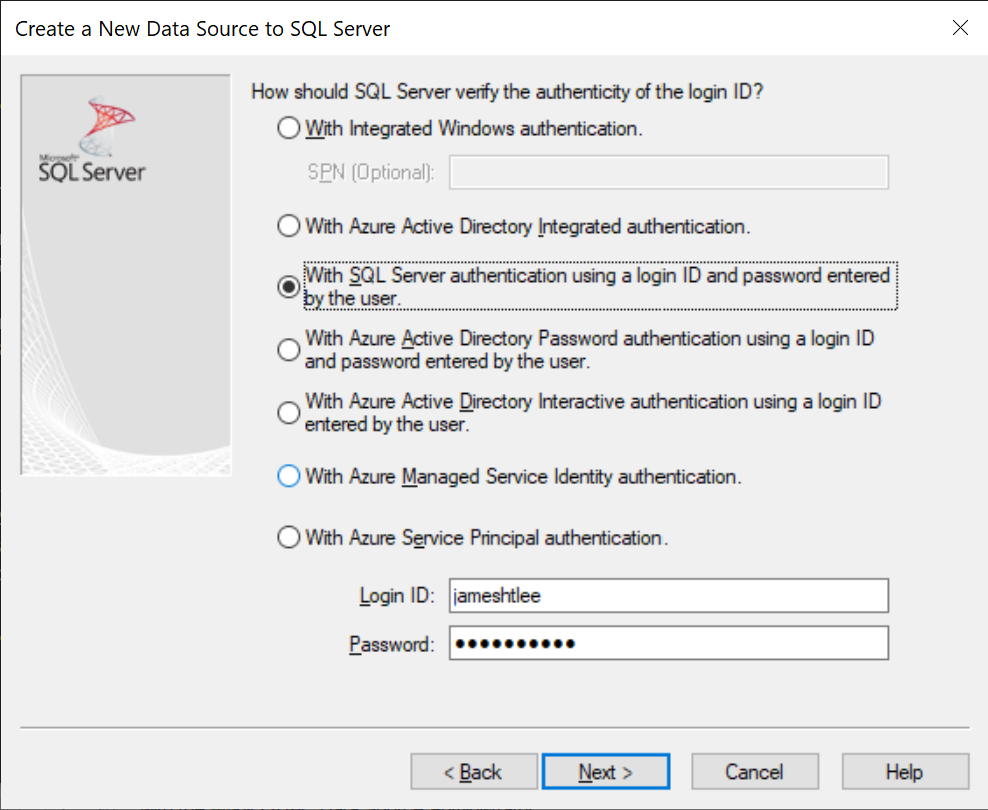 Create a New Data Source to SQL Server
Microsoft
SQL Server
How should SQL Server verify the authenticity of the login ID?
With Integrated Windows authentication.
SPN (Optional):
With Azure Active Directory Integrated authentication.
With SQL Server authentication using a login ID and password entered
by the user.
With Azure Active Directory Password authentication using a login ID
and password entered by the user.
With Azure Active Directory Interactive authentication using a login ID
entered by the user.
With Azure Managed Service Identity authentication.
With Azure Service Principal authentication.
Login ID: jameshtlee
Password: ●●●●●●●●●●
< Back Next > Cancel Help